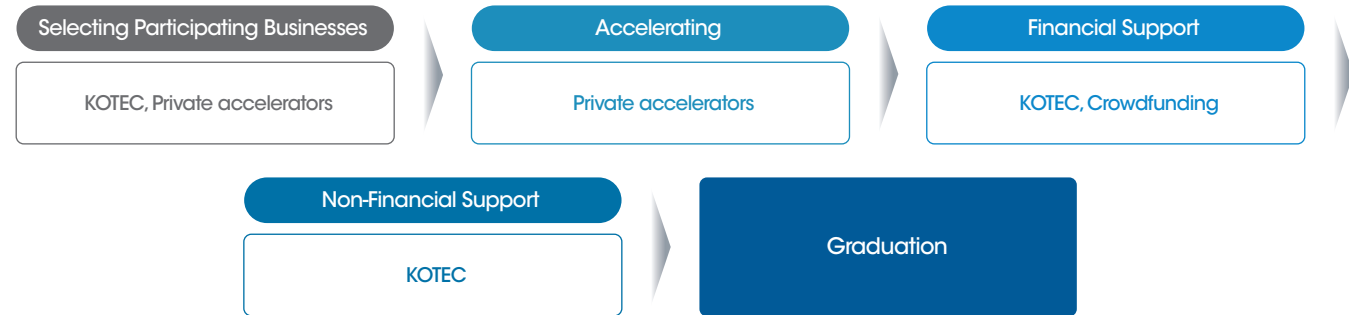 Selecting Participating Businesses
KOTEC, Private accelerators
Accelerating
Private accelerators
Financial Support
KOTEC, Crowdfunding
Non-Financial Support
KOTEC
Graduation